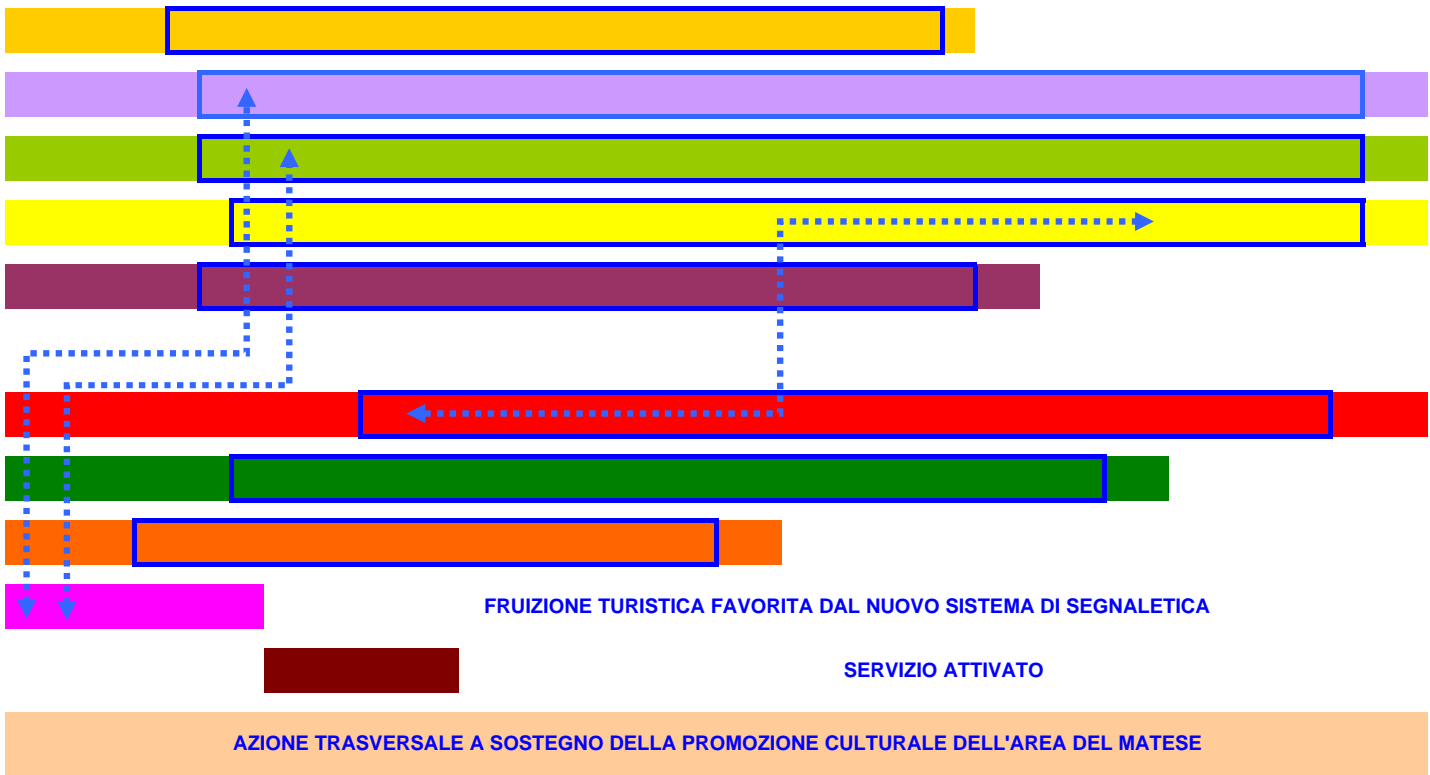 FRUIZIONE TURISTICA FAVORITA DAL NUOVO SISTEMA DI SEGNALETICA
SERVIZIO ATTIVATO
AZIONE TRASVERSALE A SOSTEGNO DELLA PROMOZIONE CULTURALE DELL'AREA DEL MATESE